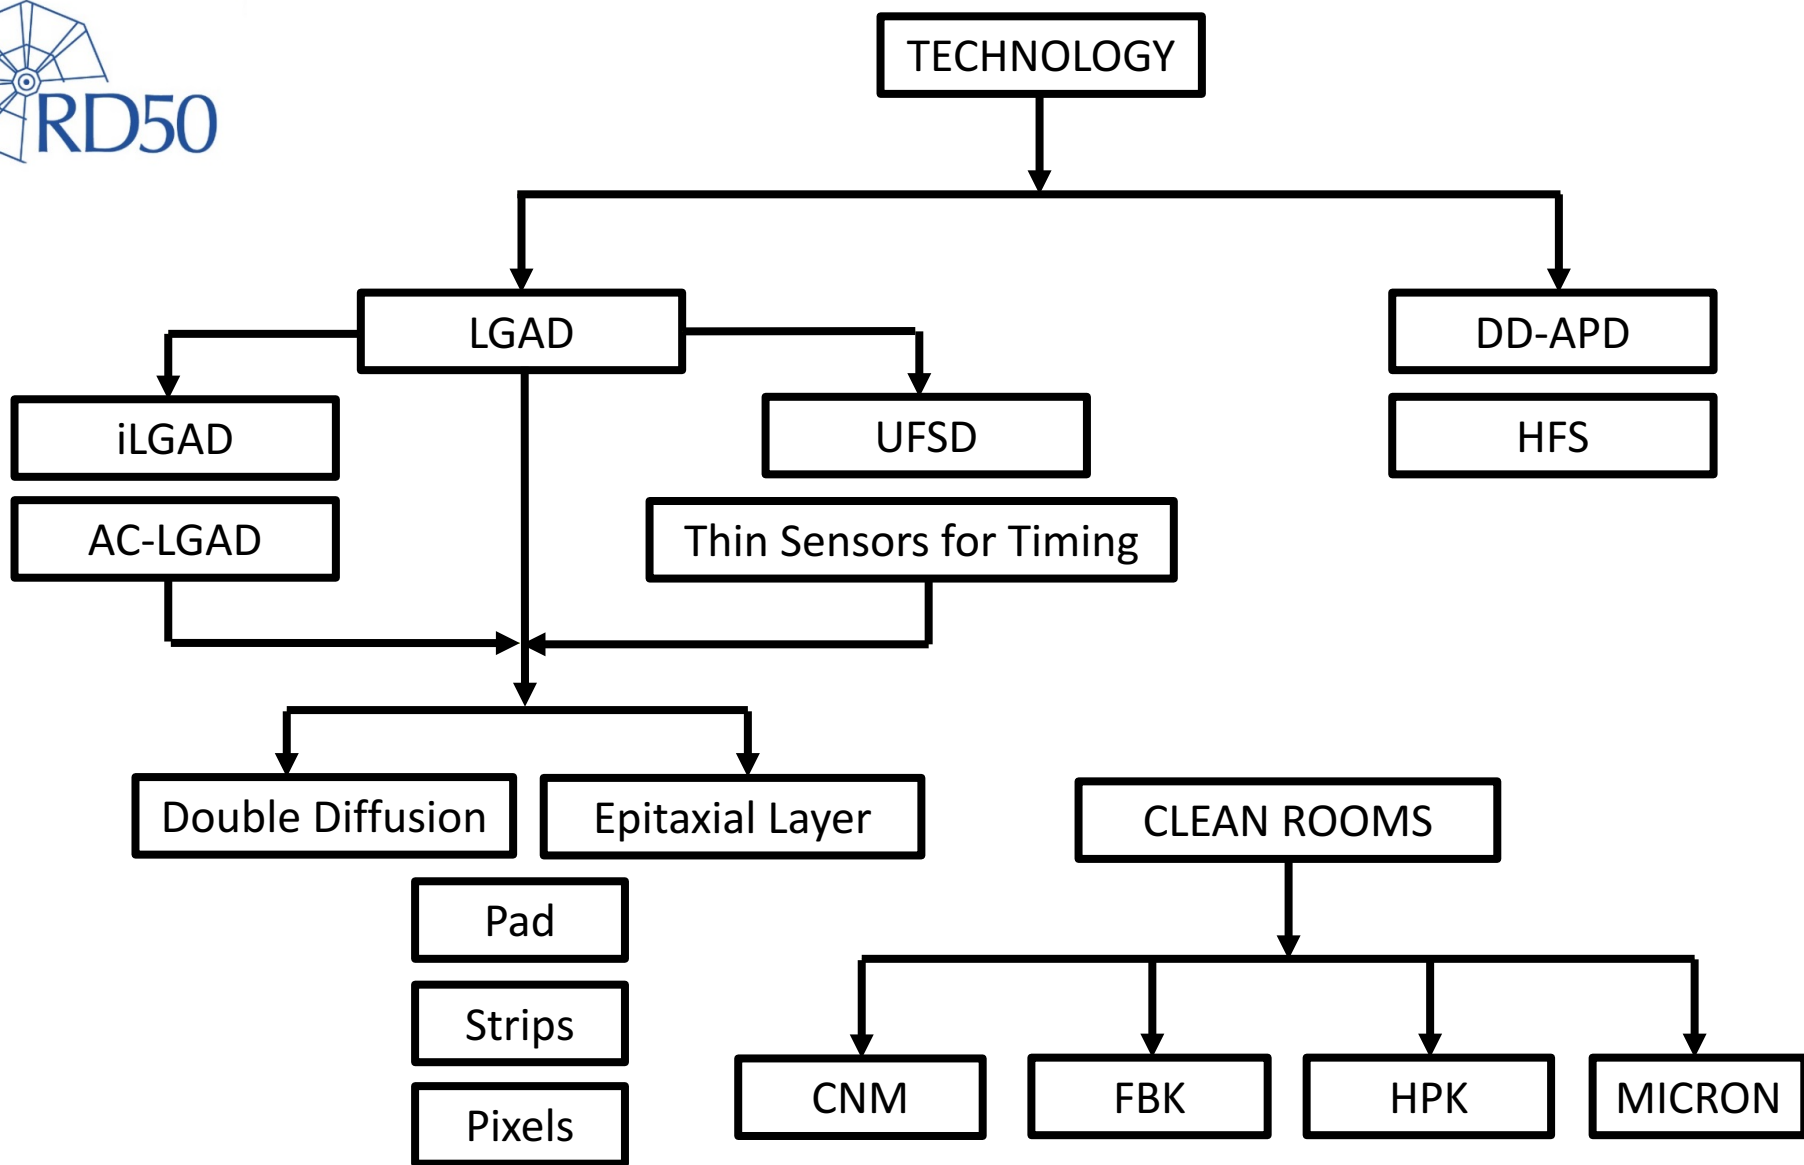 RD50
TECHNOLOGY
LGAD
DD-APD
iLGAD
UFSD
HFS
AC-LGAD
Thin Sensors for Timing
Double Diffusion
Epitaxial Layer
CLEAN ROOMS
Pad
Strips
Pixels
CNM
FBK
HPK
MICRON